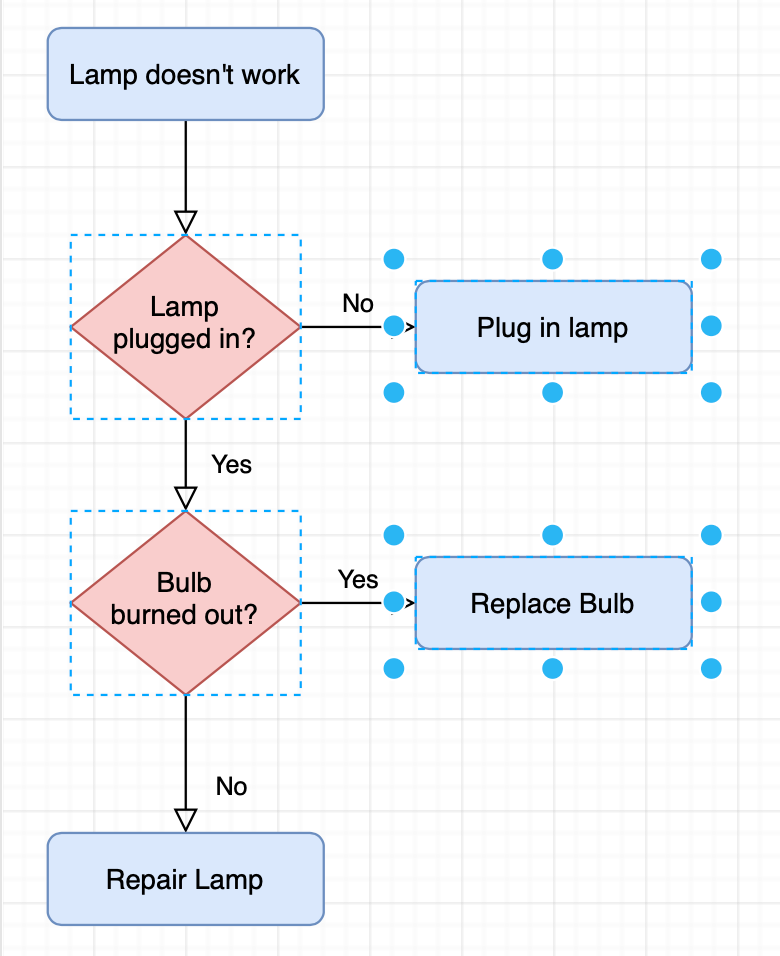 Lamp doesn't work
Lamp
plugged in?
No
Plug in lamp
Yes
Bulb
burned out?
Yes
Replace Bulb
No
Repair Lamp